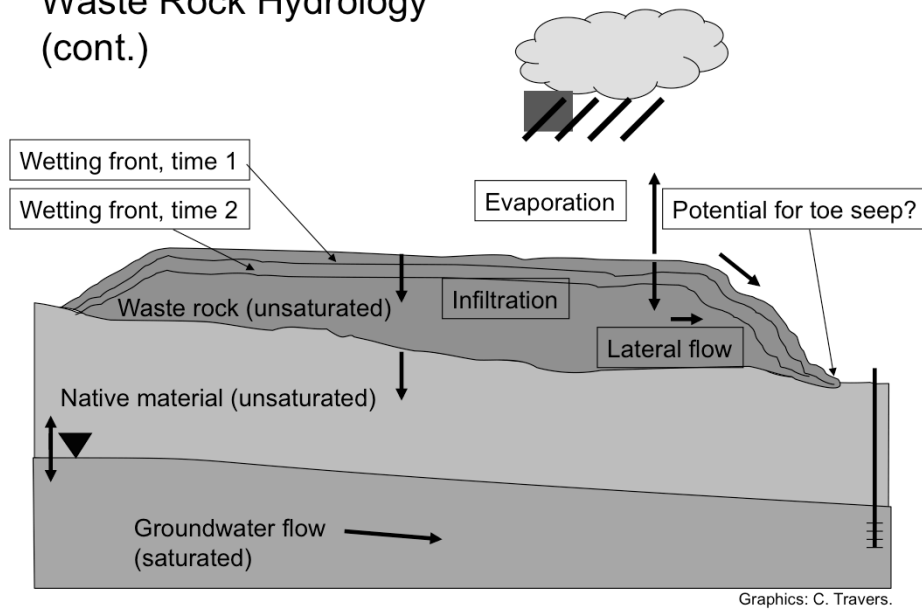 Waste Rock Hydrology
(cont.)
Wetting front, time 1
Wetting front, time 2
Evaporation
Potential for toe seep?
Waste rock (unsaturated)
Infiltration
Lateral flow
Native material (unsaturated)
Groundwater flow
(saturated)
Graphics: C. Travers.